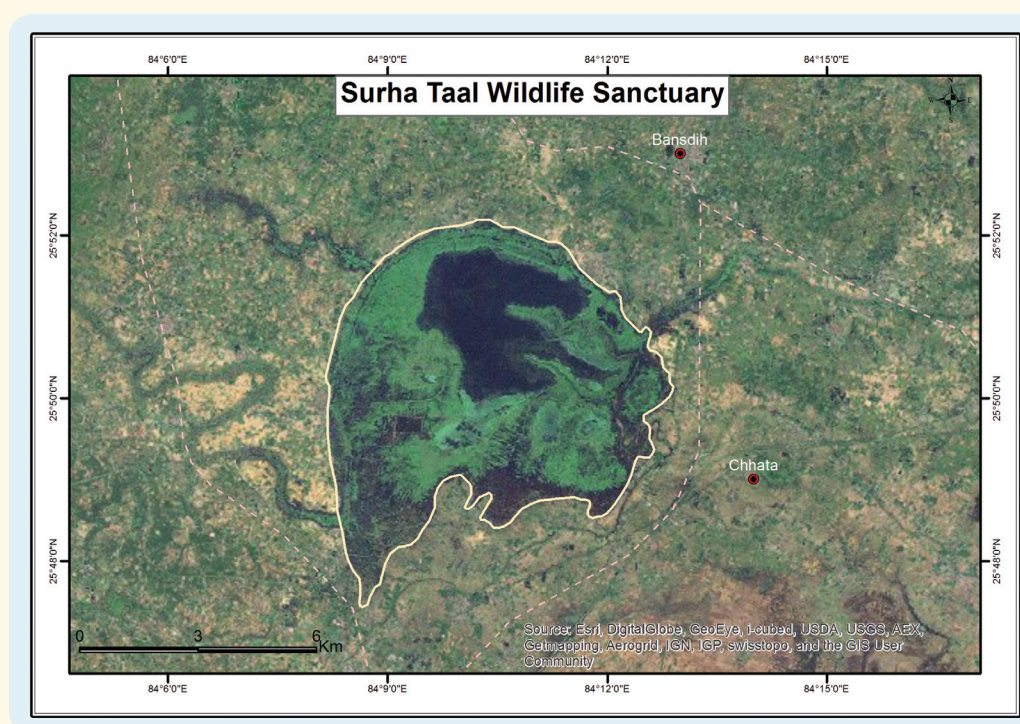 84°6'0"E 84°9'0"E 84°12'0"E 84°15'0"E
Surha Taal Wildlife Sanctuary
N
W E
S
Bansdih
25°52'0"N 25°52'0"N
25°50'0"N 25°50'0"N
Chhata
25°48'0"N 25°48'0"N
0 3 6
Km
Source: Esri, DigitalGlobe, GeoEye, i-cubed, USDA, USGS, AEX,
Getmapping, Aerogrid, IGN, IGP, swisstopo, and the GIS User
Community
84°6'0"E 84°9'0"E 84°12'0"E 84°15'0"E